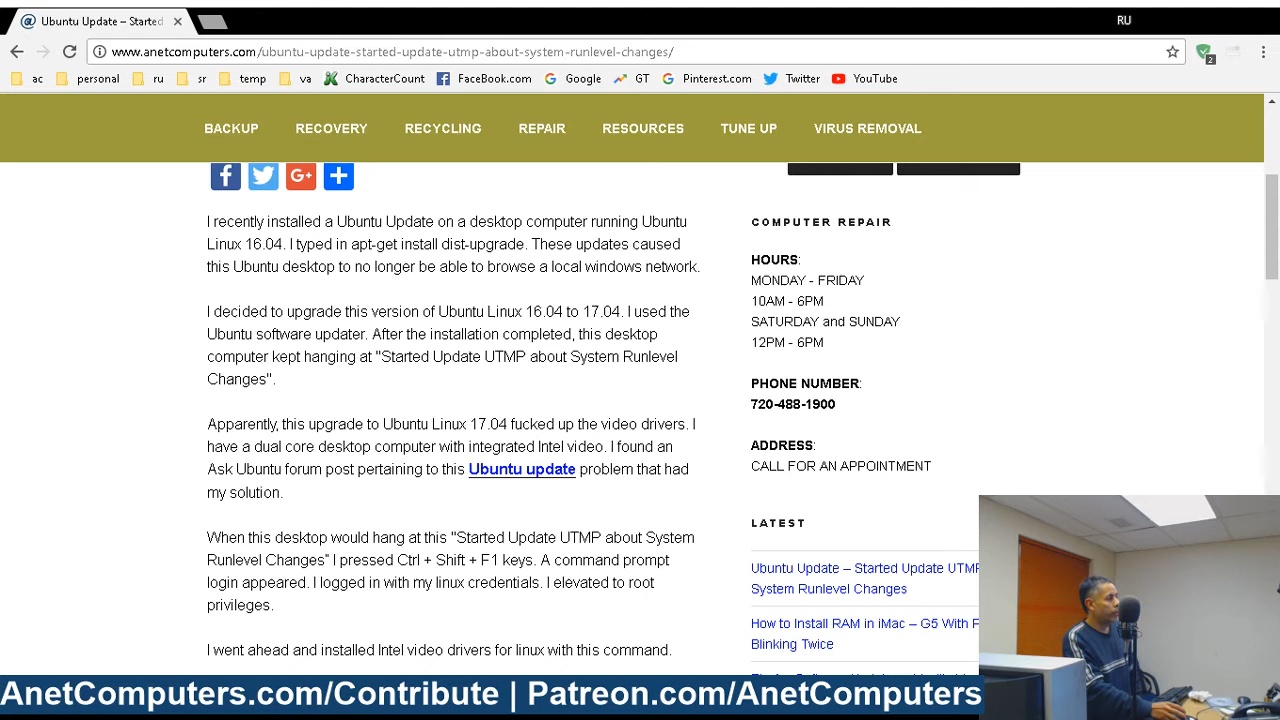 Ubuntu Update – Started
RU
www.anetcomputers.com/ubuntu-update-started-update-utmp-about-system-runlevel-changes/
2
ac personal ru sr temp va CharacterCount FaceBook.com Google GT Pinterest.com Twitter YouTube
BACKUP RECOVERY RECYCLING REPAIR RESOURCES TUNE UP VIRUS REMOVAL
I recently installed a Ubuntu Update on a desktop computer running Ubuntu
Linux 16.04. I typed in apt-get install dist-upgrade. These updates caused
this Ubuntu desktop to no longer be able to browse a local windows network.
I decided to upgrade this version of Ubuntu Linux 16.04 to 17.04. I used the
Ubuntu software updater. After the installation completed, this desktop
computer kept hanging at "Started Update UTMP about System Runlevel
Changes".
Apparently, this upgrade to Ubuntu Linux 17.04 fucked up the video drivers. I
have a dual core desktop computer with integrated Intel video. I found an
Ask Ubuntu forum post pertaining to this Ubuntu update problem that had
my solution.
When this desktop would hang at this "Started Update UTMP about System
Runlevel Changes" I pressed Ctrl + Shift + F1 keys. A command prompt
login appeared. I logged in with my linux credentials. I elevated to root
privileges.
I went ahead and installed Intel video drivers for linux with this command.
COMPUTER REPAIR
HOURS:
MONDAY - FRIDAY
10AM - 6PM
SATURDAY and SUNDAY
12PM - 6PM
PHONE NUMBER:
720-488-1900
ADDRESS:
CALL FOR AN APPOINTMENT
LATEST
Ubuntu Update – Started Update UTMP
System Runlevel Changes
How to Install RAM in iMac – G5 With F
Blinking Twice
AnetComputers.com/Contribute | Patreon.com/AnetComputers